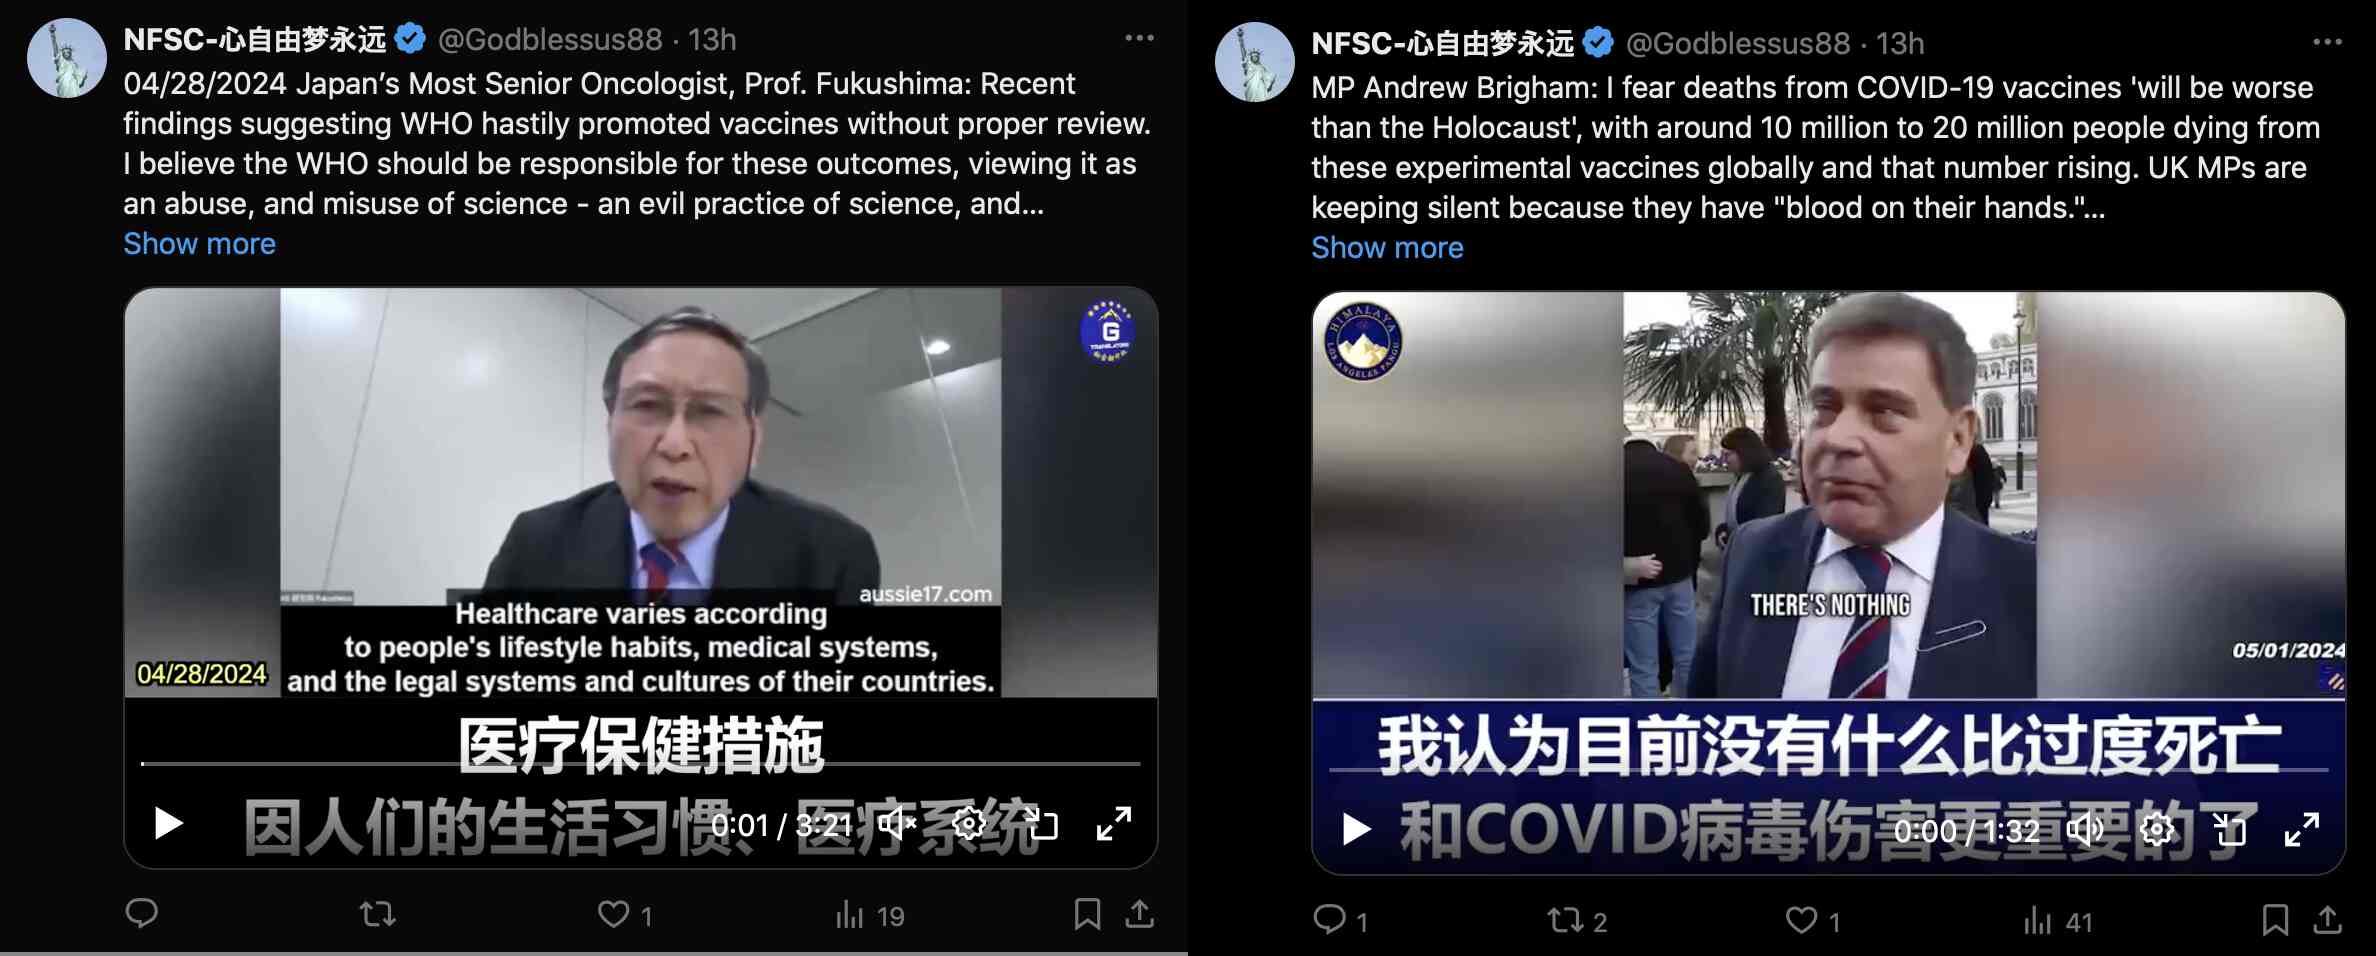 NFSC-心自由梦永远 @Godblessus88 · 13h
04/28/2024 Japan’s Most Senior Oncologist, Prof. Fukushima: Recent
findings suggesting WHO hastily promoted vaccines without proper review.
I believe the WHO should be responsible for these outcomes, viewing it as
an abuse, and misuse of science - an evil practice of science, and...
Show more
G
TRANSLATORS
aussie17.com
Healthcare varies according
to people's lifestyle habits, medical systems,
and the legal systems and cultures of their countries.
04/28/2024
医疗保健措施
因人们的生活习惯、医疗系统
0:01 / 3:21
1
19
NFSC-心自由梦永远 @Godblessus88 · 13h
MP Andrew Brigham: I fear deaths from COVID-19 vaccines 'will be worse
than the Holocaust', with around 10 million to 20 million people dying from
these experimental vaccines globally and that number rising. UK MPs are
keeping silent because they have "blood on their hands."...
Show more
HIMALAYA
LOS ANGELES PANGU
THERE'S NOTHING
05/01/2024
我认为目前没有什么比过度死亡
和COVID病毒伤害更重要的了
0:00 / 1:32
1
2
1
41